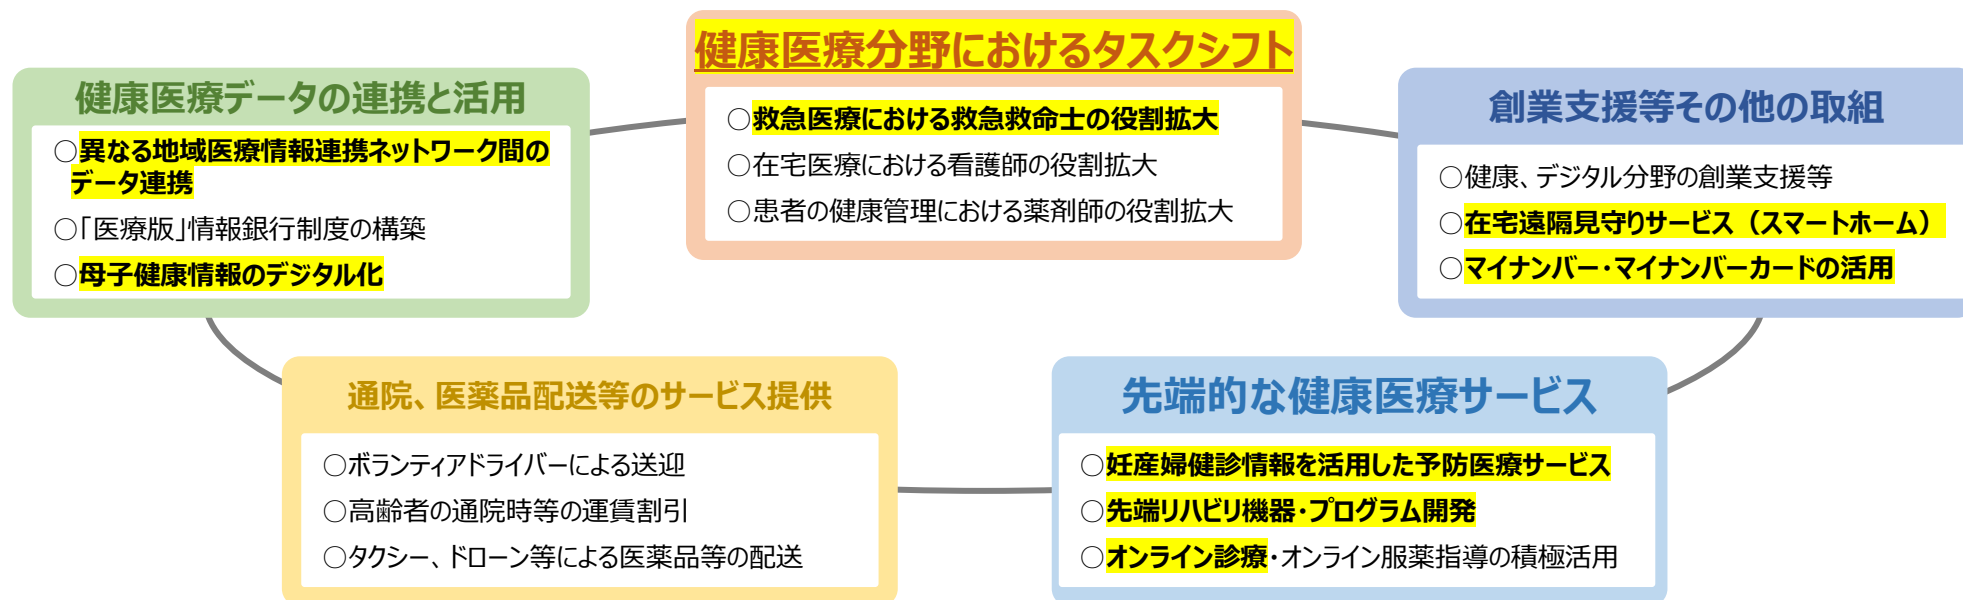 健康医療分野におけるタスクシフト
○救急医療における救急救命士の役割拡大
○在宅医療における看護師の役割拡大
○患者の健康管理における薬剤師の役割拡大
健康医療データの連携と活用
○異なる地域医療情報連携ネットワーク間の
データ連携
○「医療版」情報銀行制度の構築
○母子健康情報のデジタル化
創業支援等その他の取組
○健康、デジタル分野の創業支援等
○在宅遠隔見守りサービス（スマートホーム）
○マイナンバー・マイナンバーカードの活用
通院、医薬品配送等のサービス提供
○ボランティアドライバーによる送迎
○高齢者の通院時等の運賃割引
○タクシー、ドローン等による医薬品等の配送
先端的な健康医療サービス
○妊産婦健診情報を活用した予防医療サービス
○先端リハビリ機器・プログラム開発
○オンライン診療・オンライン服薬指導の積極活用